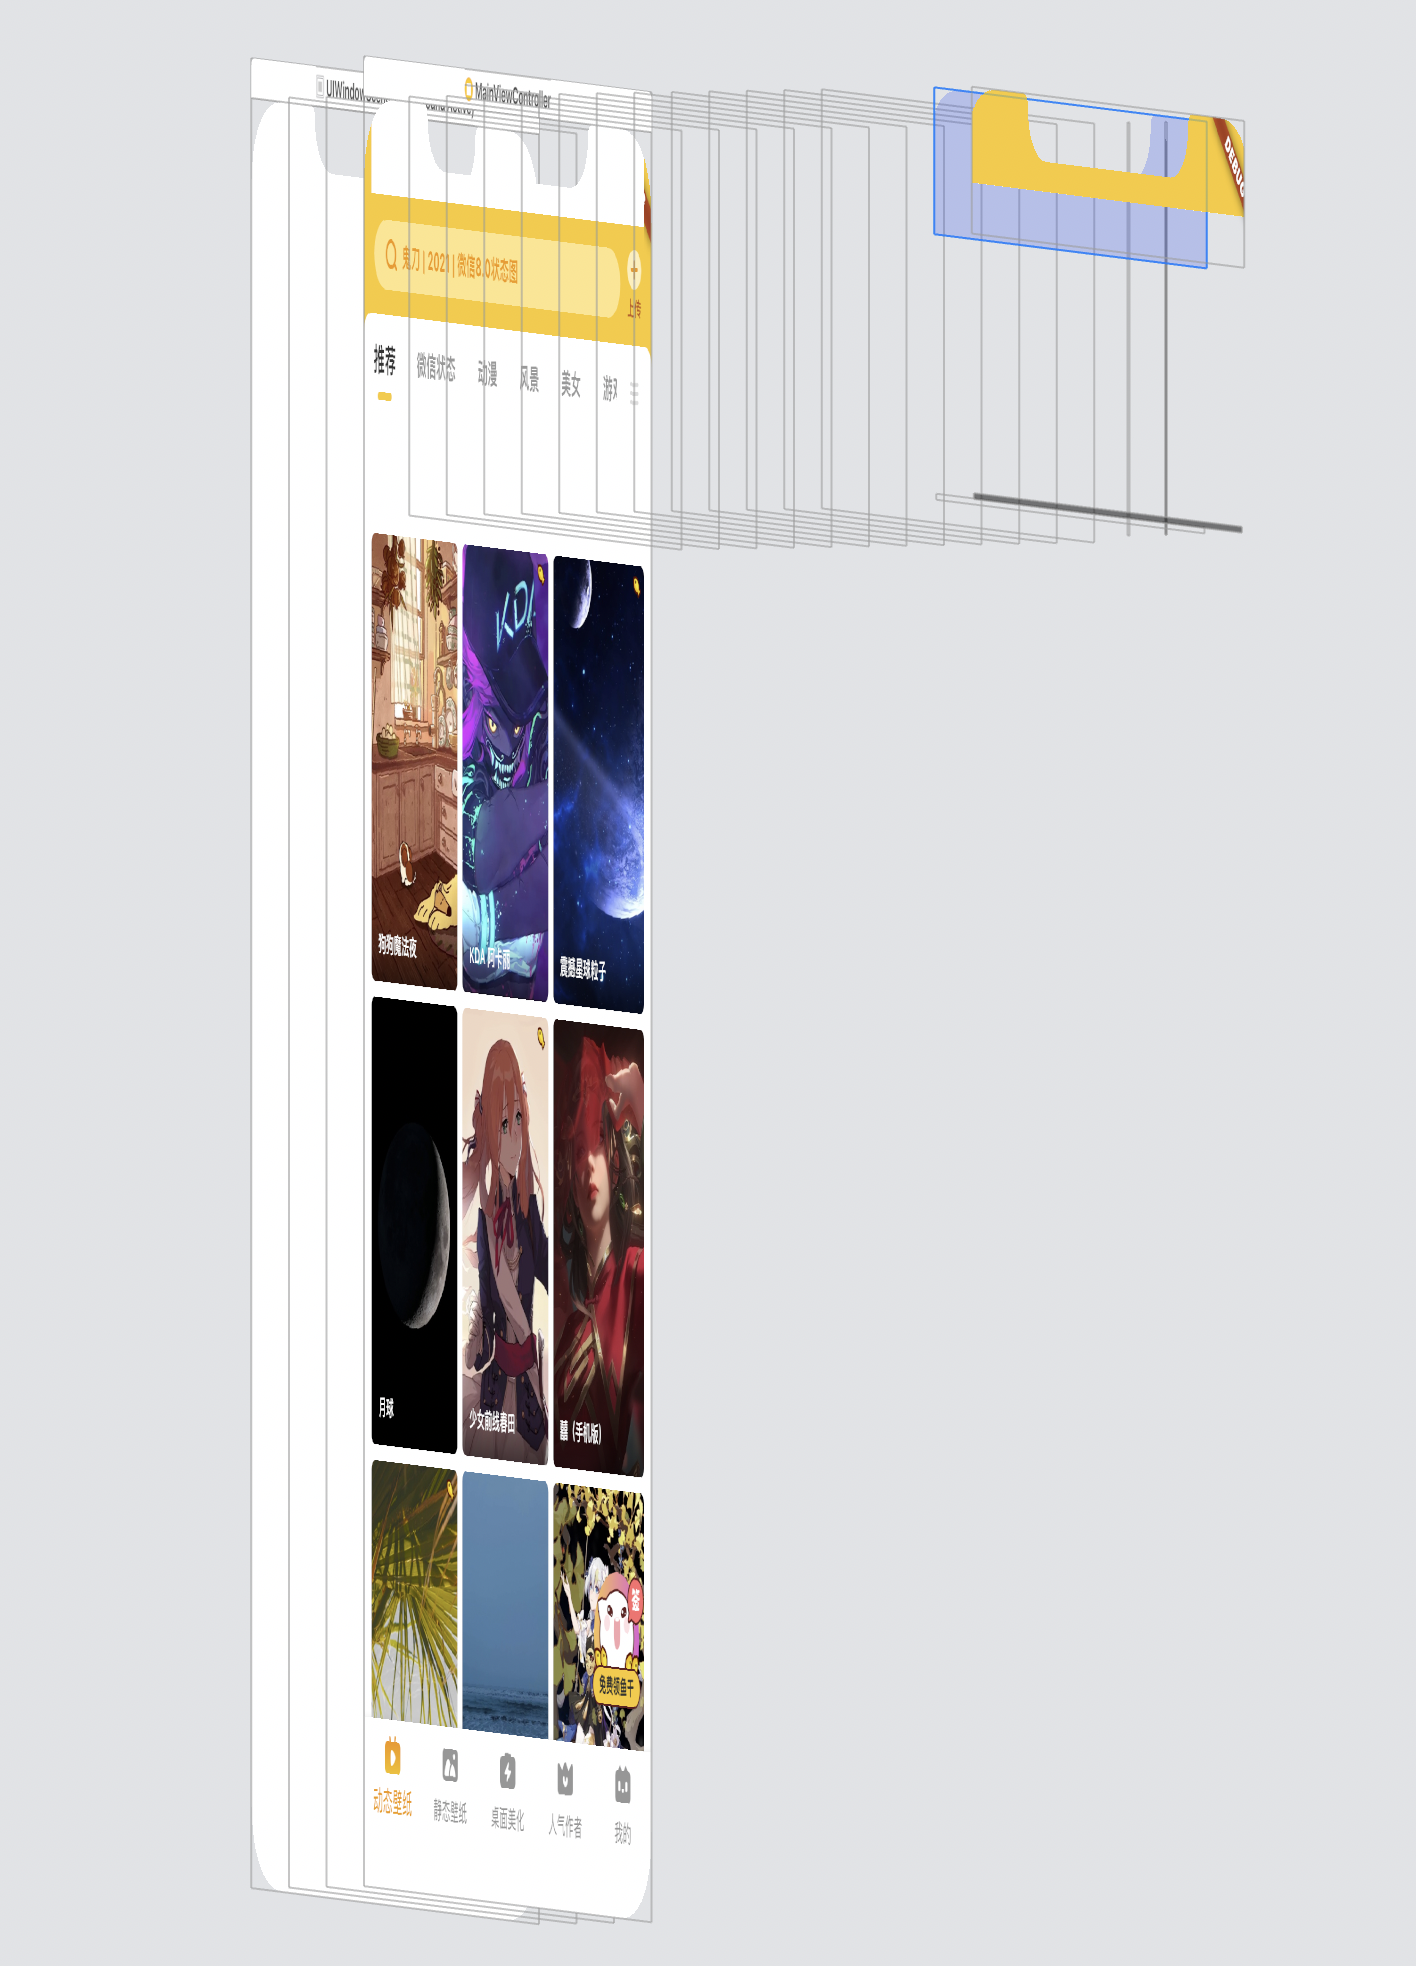 UIWindow
MainViewController
DEBUG
鬼刀 | 2021 | 微信8.0状态图
+
上传
推荐
微信状态
动漫
风景
美女
KDA
狗狗魔法夜
KDA 阿卡丽
震撼星球粒子
月球
少女前线春田
囍（手机版）
签
免费领鱼干
动态壁纸
静态壁纸
桌面美化
人气作者
我的